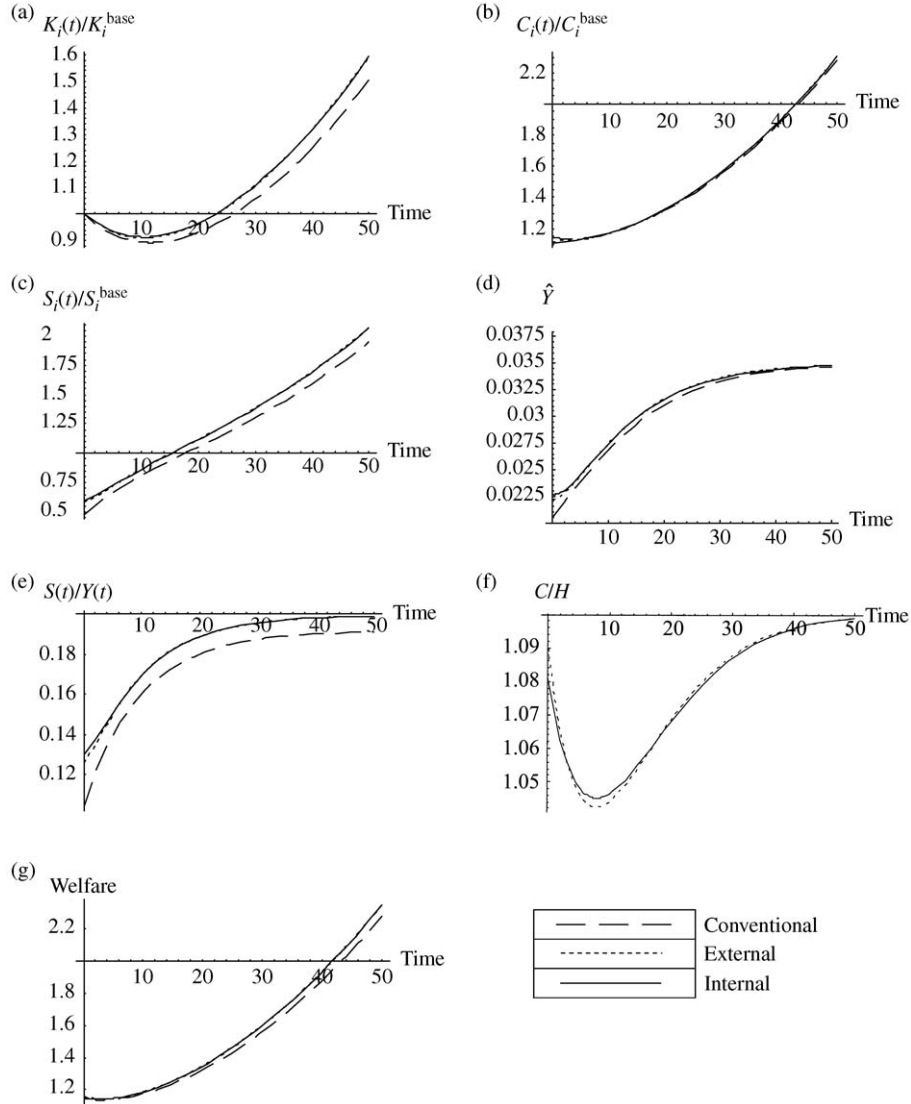 (a)
K_i(t)/K_i^base
1.6
1.5
1.4
1.3
1.2
1.1
1
0.9
10 20 30 40 50
Time
(b)
C_i(t)/C_i^base
2.2
1.9
1.8
1.6
1.4
1.2
10 20 30 40 50
Time
(c)
S_i(t)/S_i^base
2
1.75
1.5
1.25
0.75
0.5
10 20 30 40 50
Time
(d)
Ŷ
0.0375
0.035
0.0325
0.03
0.0275
0.025
0.0225
10 20 30 40 50
Time
(e)
S(t)/Y(t)
0.18
0.16
0.14
0.12
10 20 30 40 50
Time
(f)
C/H
1.09
1.08
1.07
1.06
1.05
10 20 30 40 50
Time
(g)
Welfare
2.2
1.8
1.6
1.4
1.2
10 20 30 40 50
Time
Conventional
External
Internal